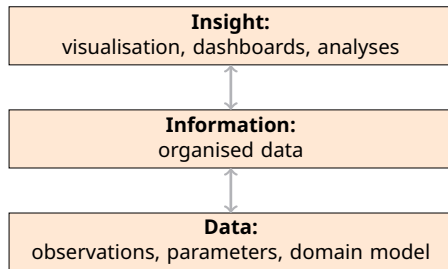 Insight:
visualisation, dashboards, analyses
Information:
organised data
Data:
observations, parameters, domain model